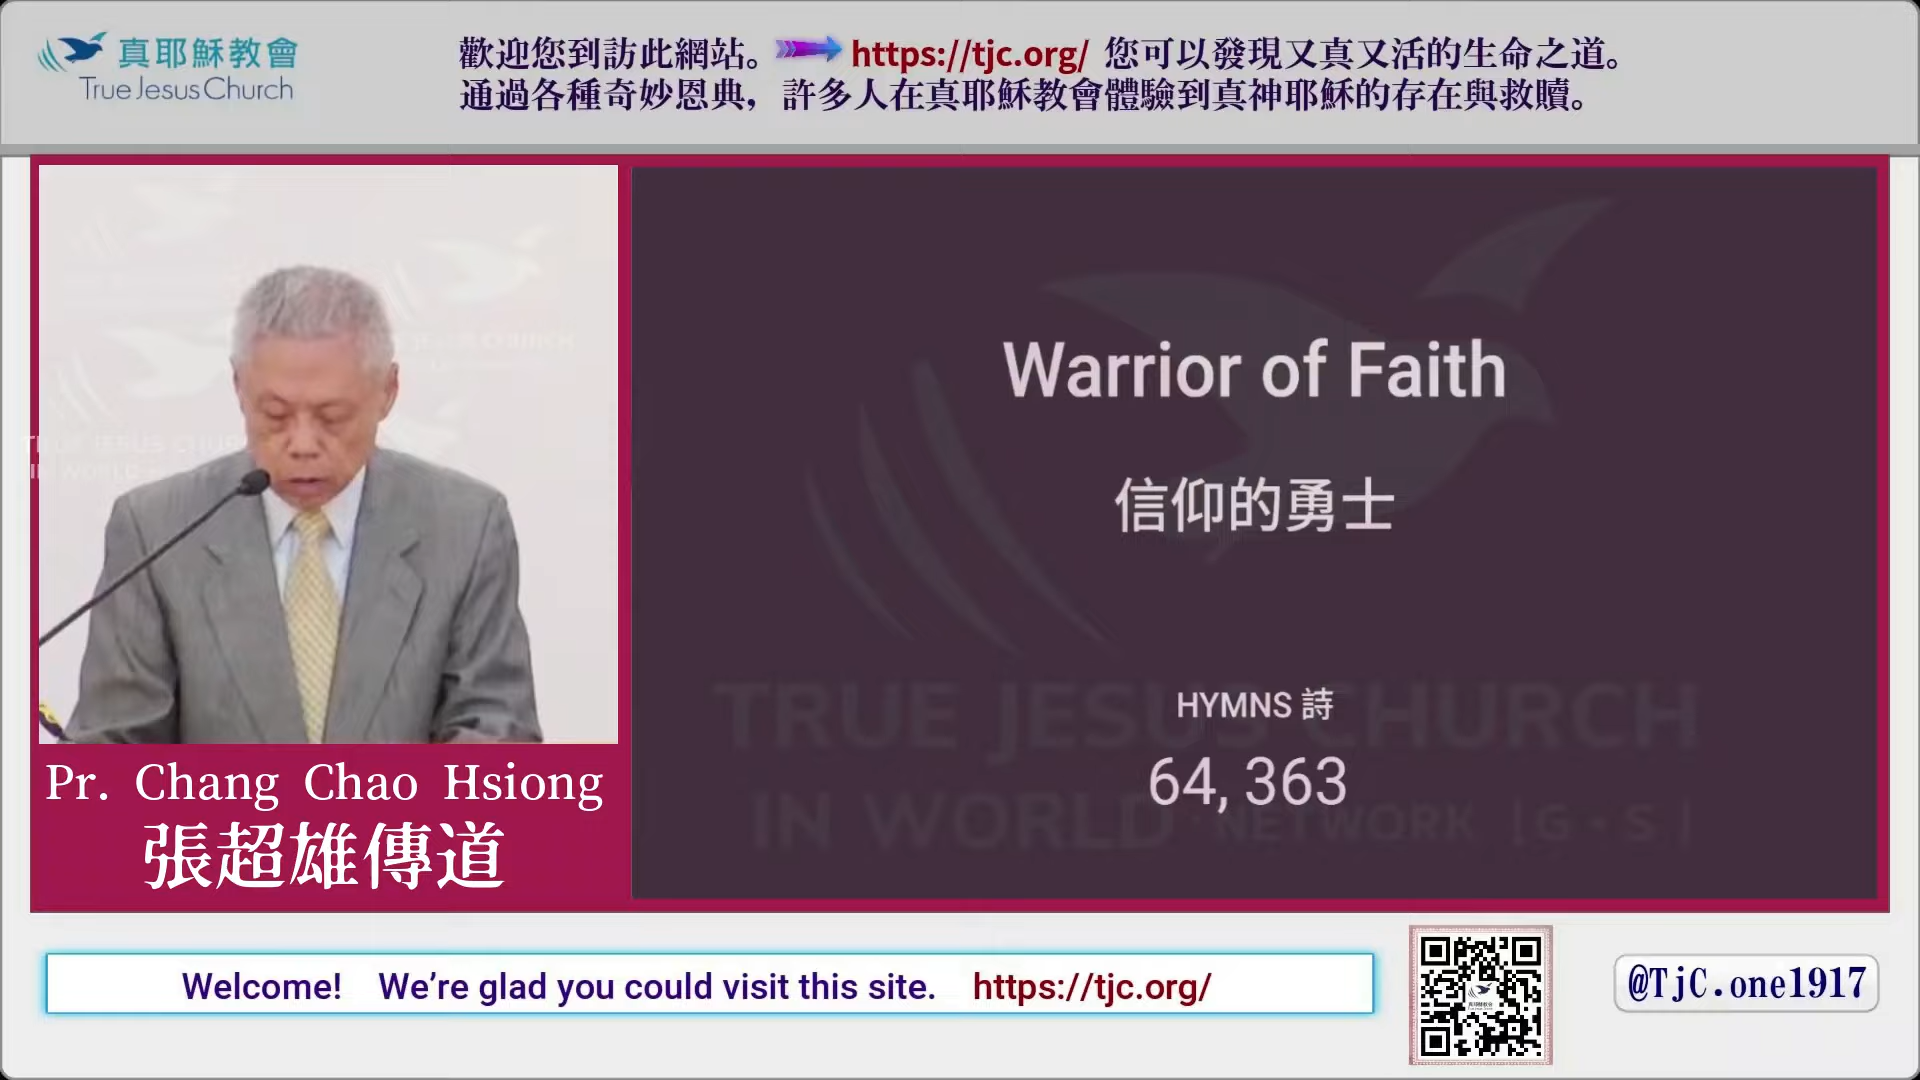 真耶穌教會
True Jesus Church
歡迎您到訪此網站。 https://tjc.org/ 您可以發現又真又活的生命之道。
通過各種奇妙恩典，許多人在真耶穌教會體驗到真神耶穌的存在與救贖。
Warrior of Faith
信仰的勇士
HYMNS 詩
64, 363
TRUE JESUS CHURCH
IN WORLD NETWORK [G-S]
Pr. Chang Chao Hsiong
張超雄傳道
Welcome! We're glad you could visit this site. https://tjc.org/
@TjC.one1917